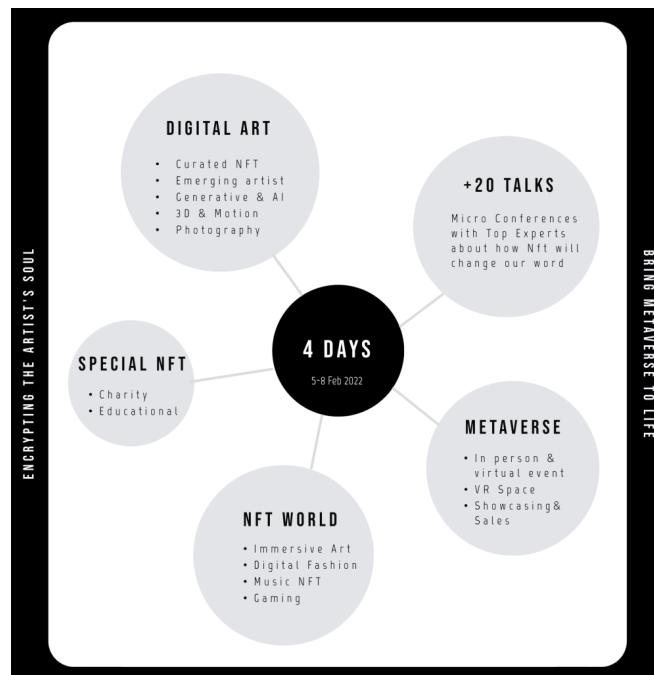 DIGITAL ART
• Curated NFT
• Emerging artist
• Generative & AI
• 3D & Motion
• Photography
+20 TALKS
Micro Conferences
with Top Experts
about how Nft will
change our word
4 DAYS
5-8 Feb 2022
SPECIAL NFT
• Charity
• Educational
METAVERSE
• In person &
virtual event
• VR Space
• Showcasing&
Sales
NFT WORLD
• Immersive Art
• Digital Fashion
• Music NFT
• Gaming
ENCRYPTING THE ARTIST'S SOUL
BRING METAVERSE TO LIFE